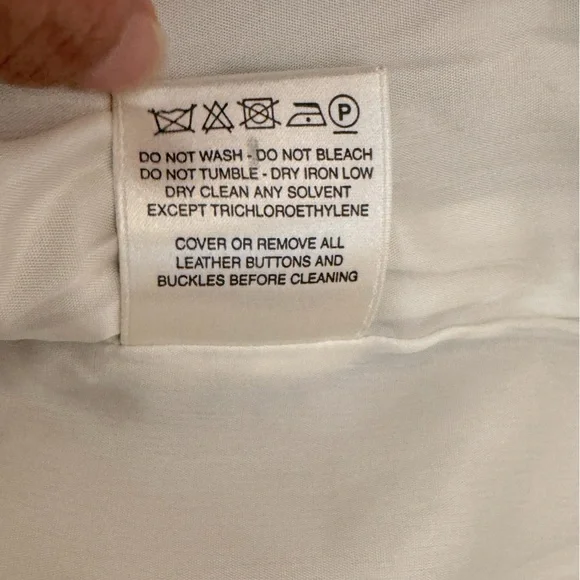 P
DO NOT WASH - DO NOT BLEACH
DO NOT TUMBLE - DRY IRON LOW
DRY CLEAN ANY SOLVENT
EXCEPT TRICHLOROETHYLENE
COVER OR REMOVE ALL
LEATHER BUTTONS AND
BUCKLES BEFORE CLEANING